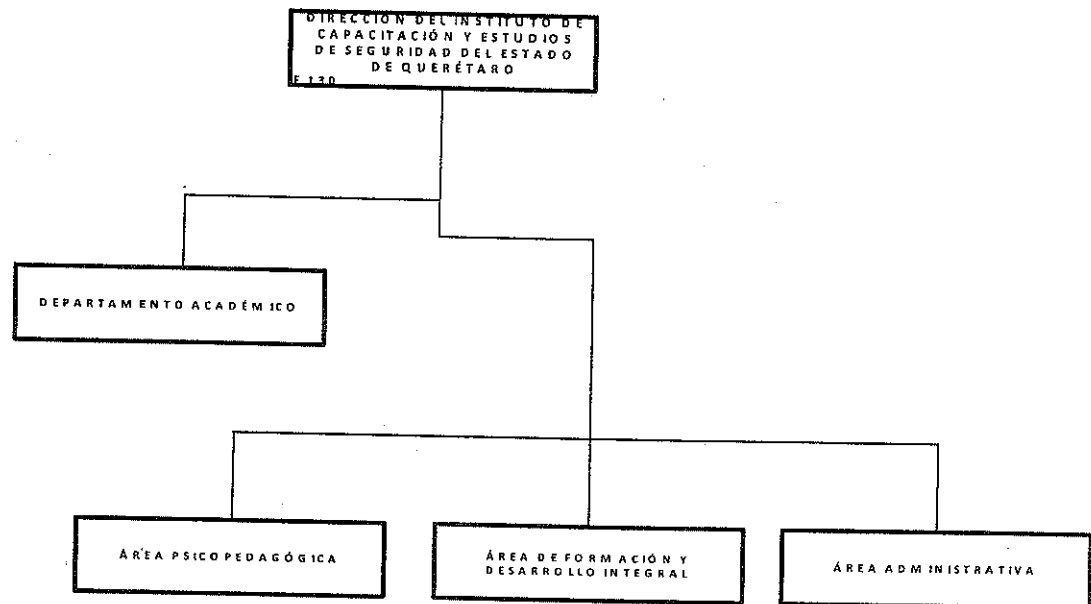 DIRECCIÓN DEL INSTITUTO DE
CAPACITACIÓN Y ESTUDIOS
DE SEGURIDAD DEL ESTADO
DE QUERÉTARO
F 130
DEPARTAMENTO ACADÉMICO
ÁREA PSICOPEDAGÓGICA
ÁREA DE FORMACIÓN Y
DESARROLLO INTEGRAL
ÁREA ADMINISTRATIVA